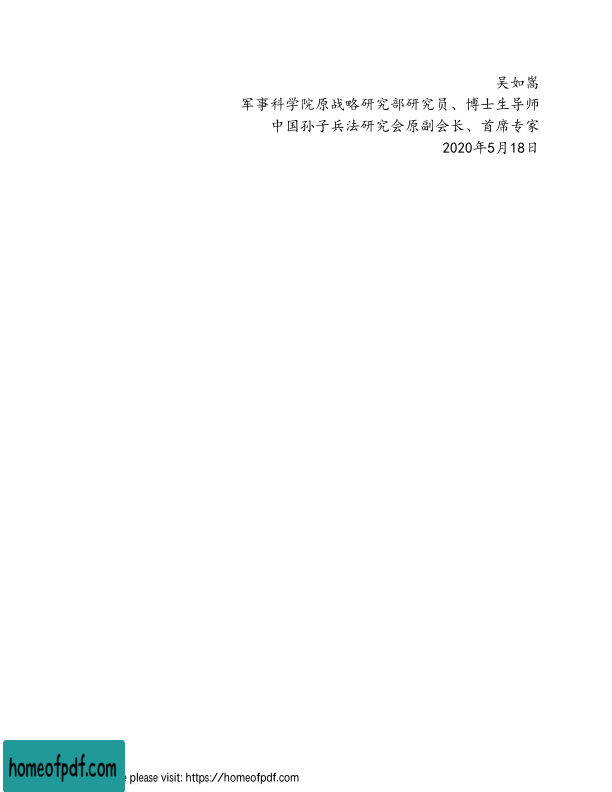 吴如嵩
军事科学院原战略研究部研究员、博士生导师
中国孙子兵法研究会原副会长、首席专家
2020年5月18日
homeofpdf.com
please visit: https://homeofpdf.com